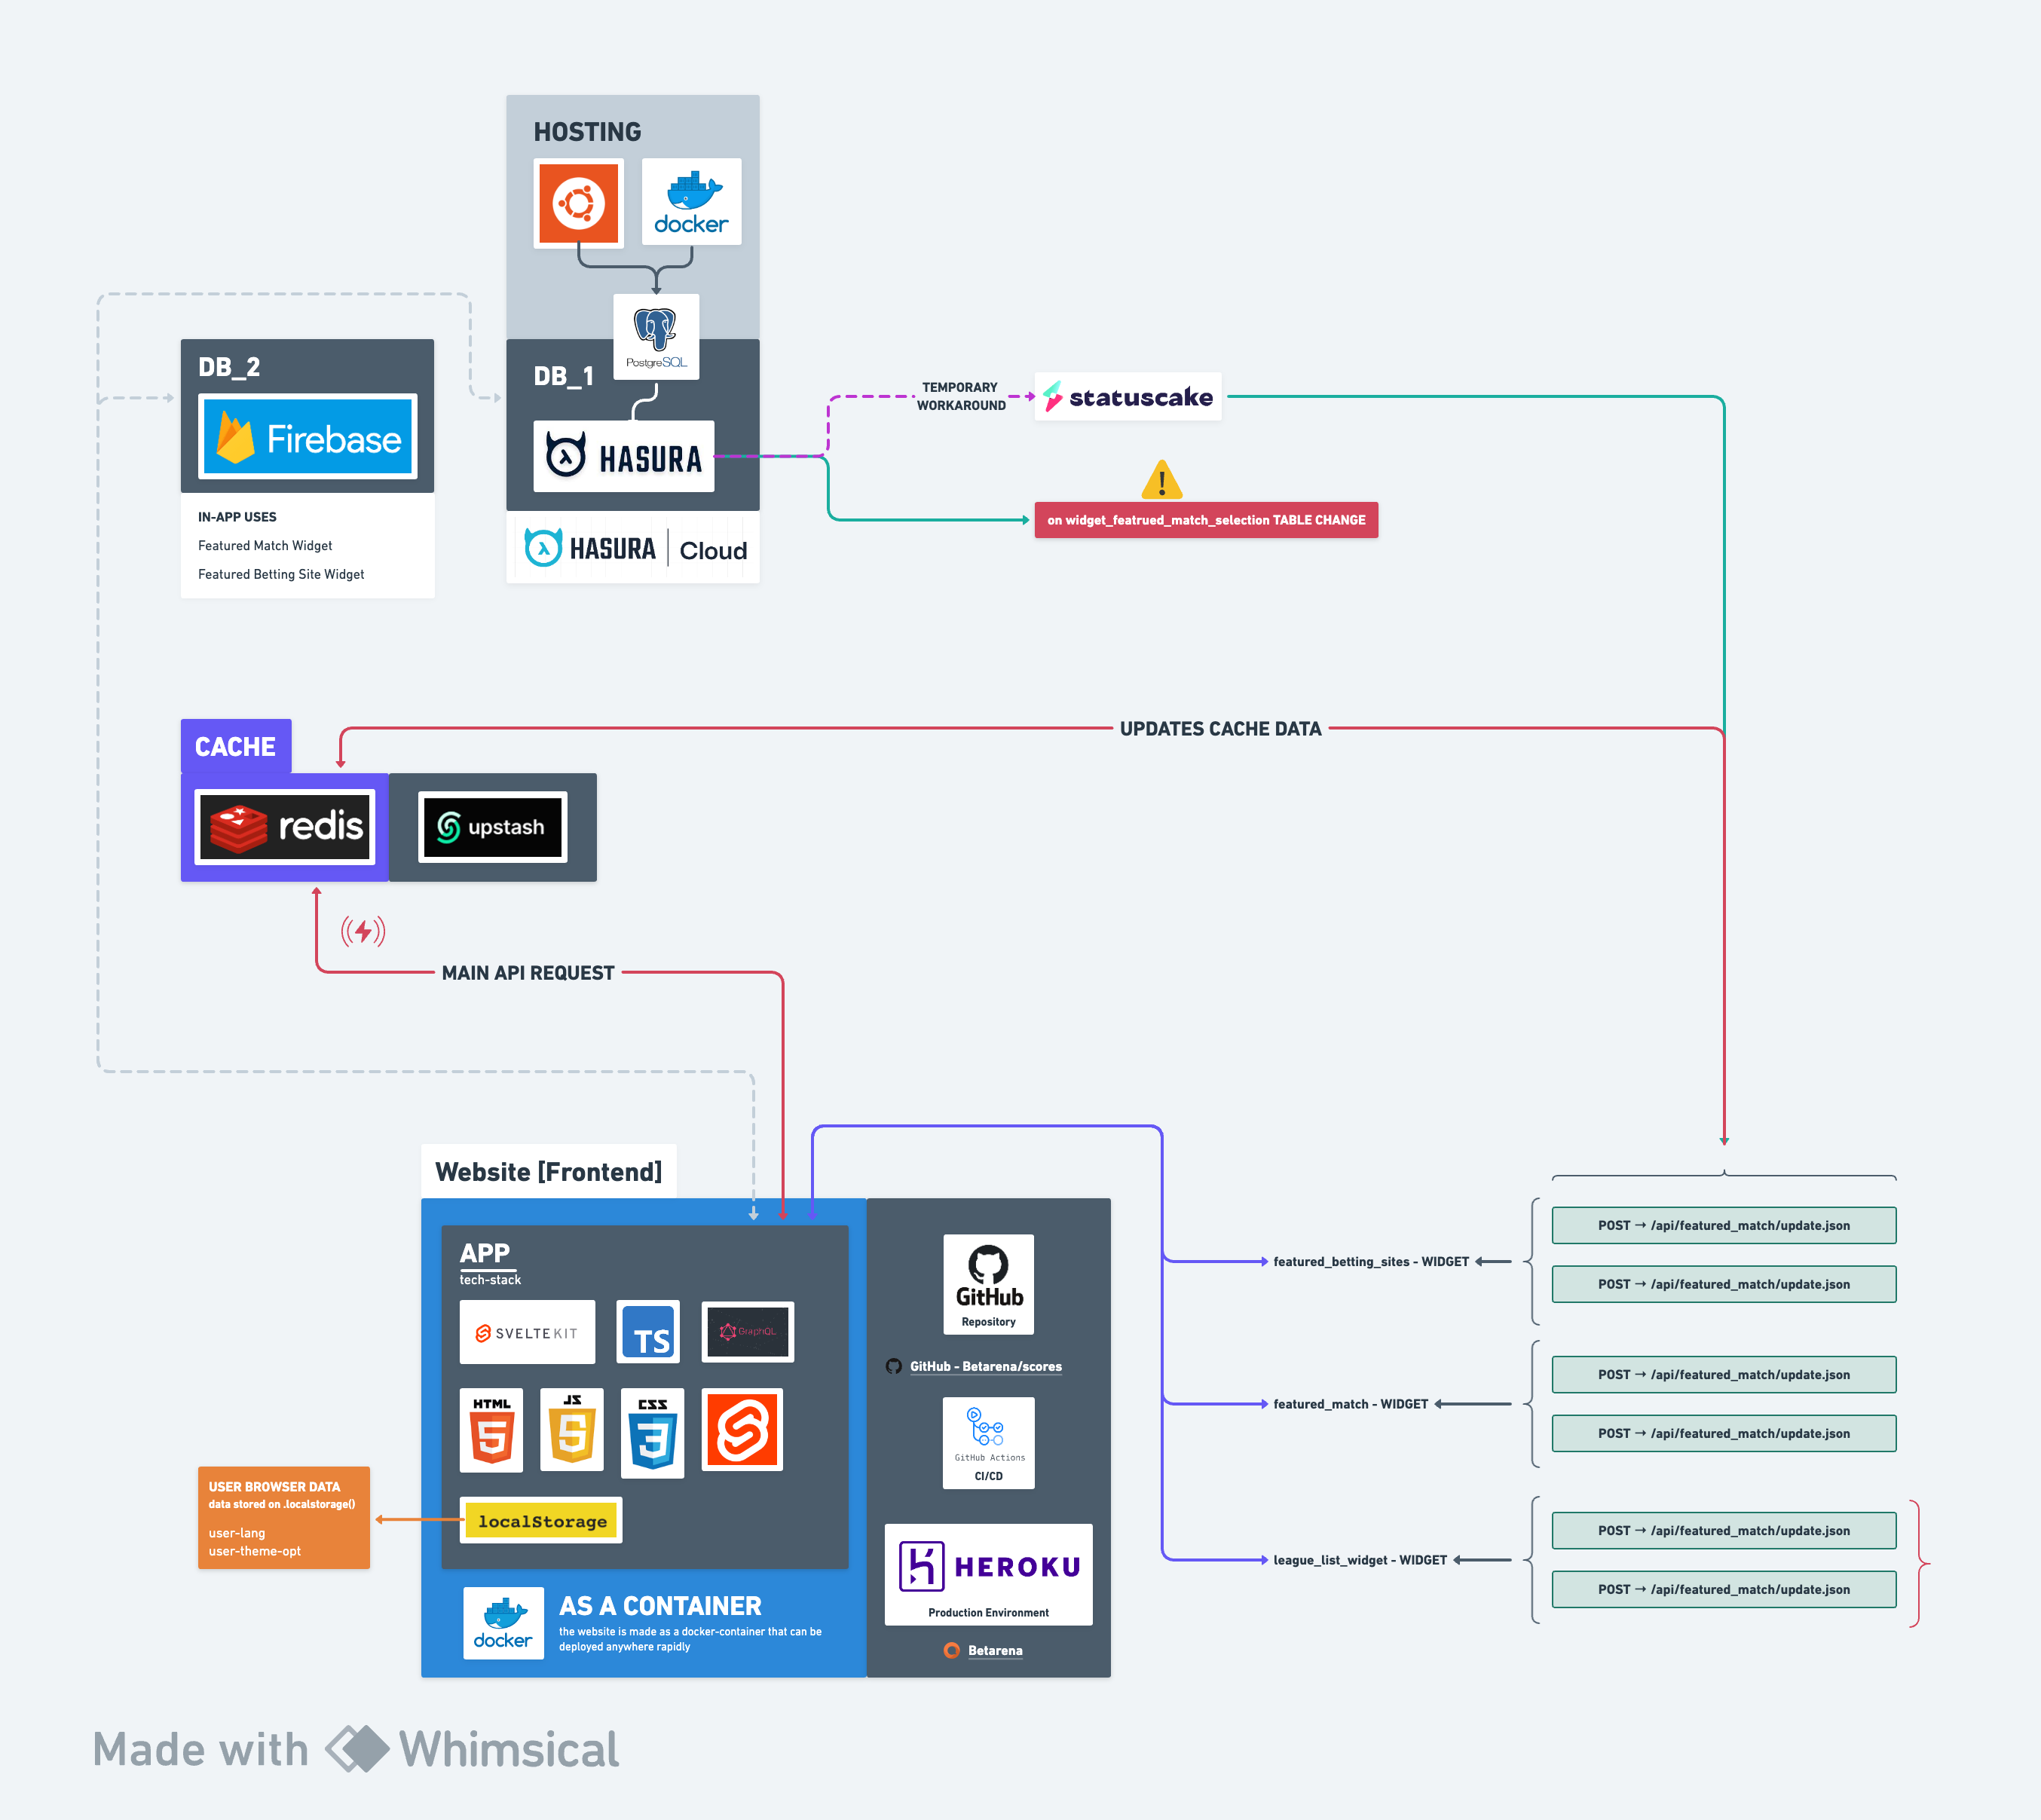 HOSTING
docker
PostgreSQL
DB_2
Firebase
IN-APP USES
Featured Match Widget
Featured Betting Site Widget
DB_1
HASURA
HASURA | Cloud
TEMPORARY
WORKAROUND
statuscake
on widget_featrued_match_selection TABLE CHANGE
UPDATES CACHE DATA
CACHE
redis
upstash
MAIN API REQUEST
Website [Frontend]
APP
tech-stack
SVELTEKIT
TS
GraphQL
HTML
5
JS
CSS
3
localStorage
USER BROWSER DATA
data stored on .localstorage()
user-lang
user-theme-opt
docker
AS A CONTAINER
the website is made as a docker-container that can be
deployed anywhere rapidly
GitHub
Repository
GitHub - Betarena/scores
GitHub Actions
CI/CD
HEROKU
Production Environment
Betarena
featured_betting_sites - WIDGET
POST → /api/featured_match/update.json
POST → /api/featured_match/update.json
featured_match - WIDGET
POST → /api/featured_match/update.json
POST → /api/featured_match/update.json
league_list_widget - WIDGET
POST → /api/featured_match/update.json
POST → /api/featured_match/update.json
Made with Whimsical